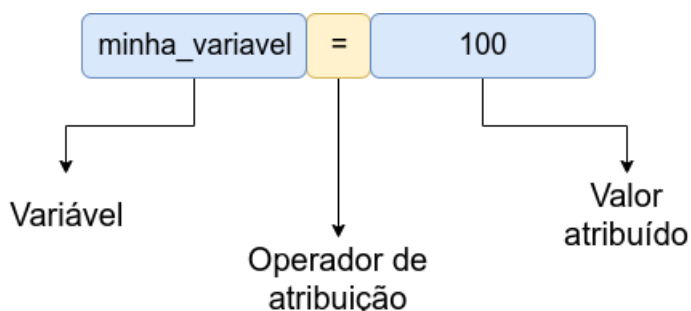 minha_variavel = 100
Variável
Operador de
atribuição
Valor
atribuído